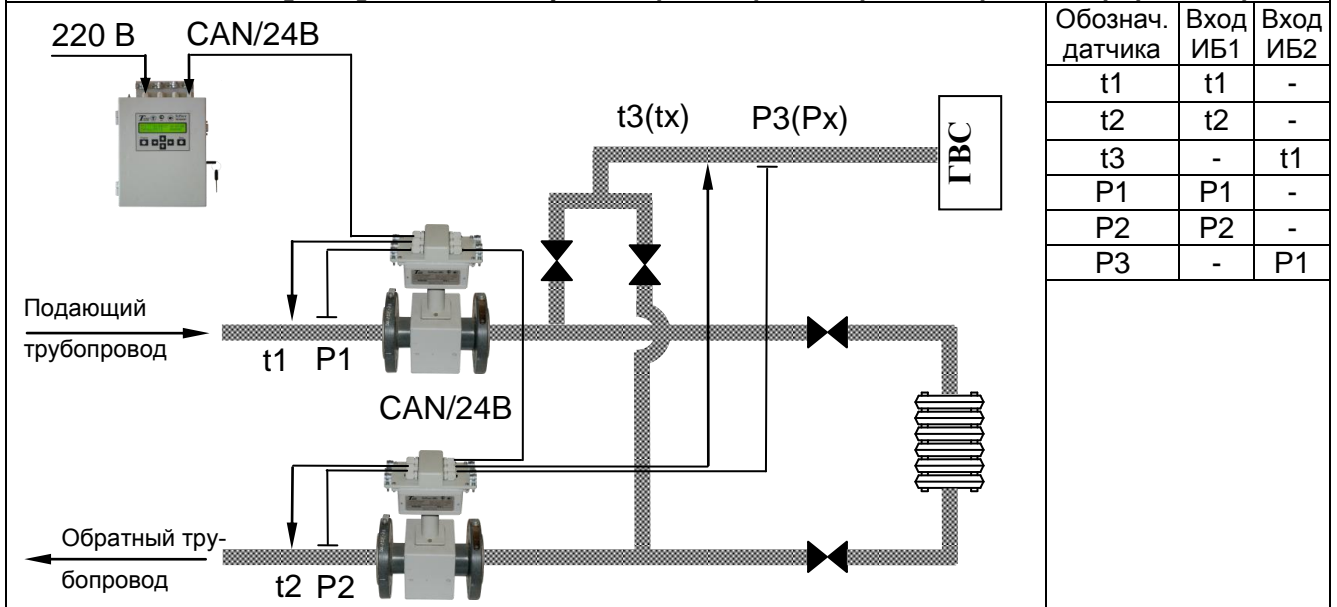 220 В CAN/24В
t3(tx) P3(Px)
ГВС
Подающий
трубопровод
t1 P1
CAN/24В
Обратный тру-
бопровод
t2 P2
Обознач. датчика Вход ИБ1 Вход ИБ2
t1 t1 -
t2 t2 -
t3 - t1
P1 P1 -
P2 P2 -
P3 - P1